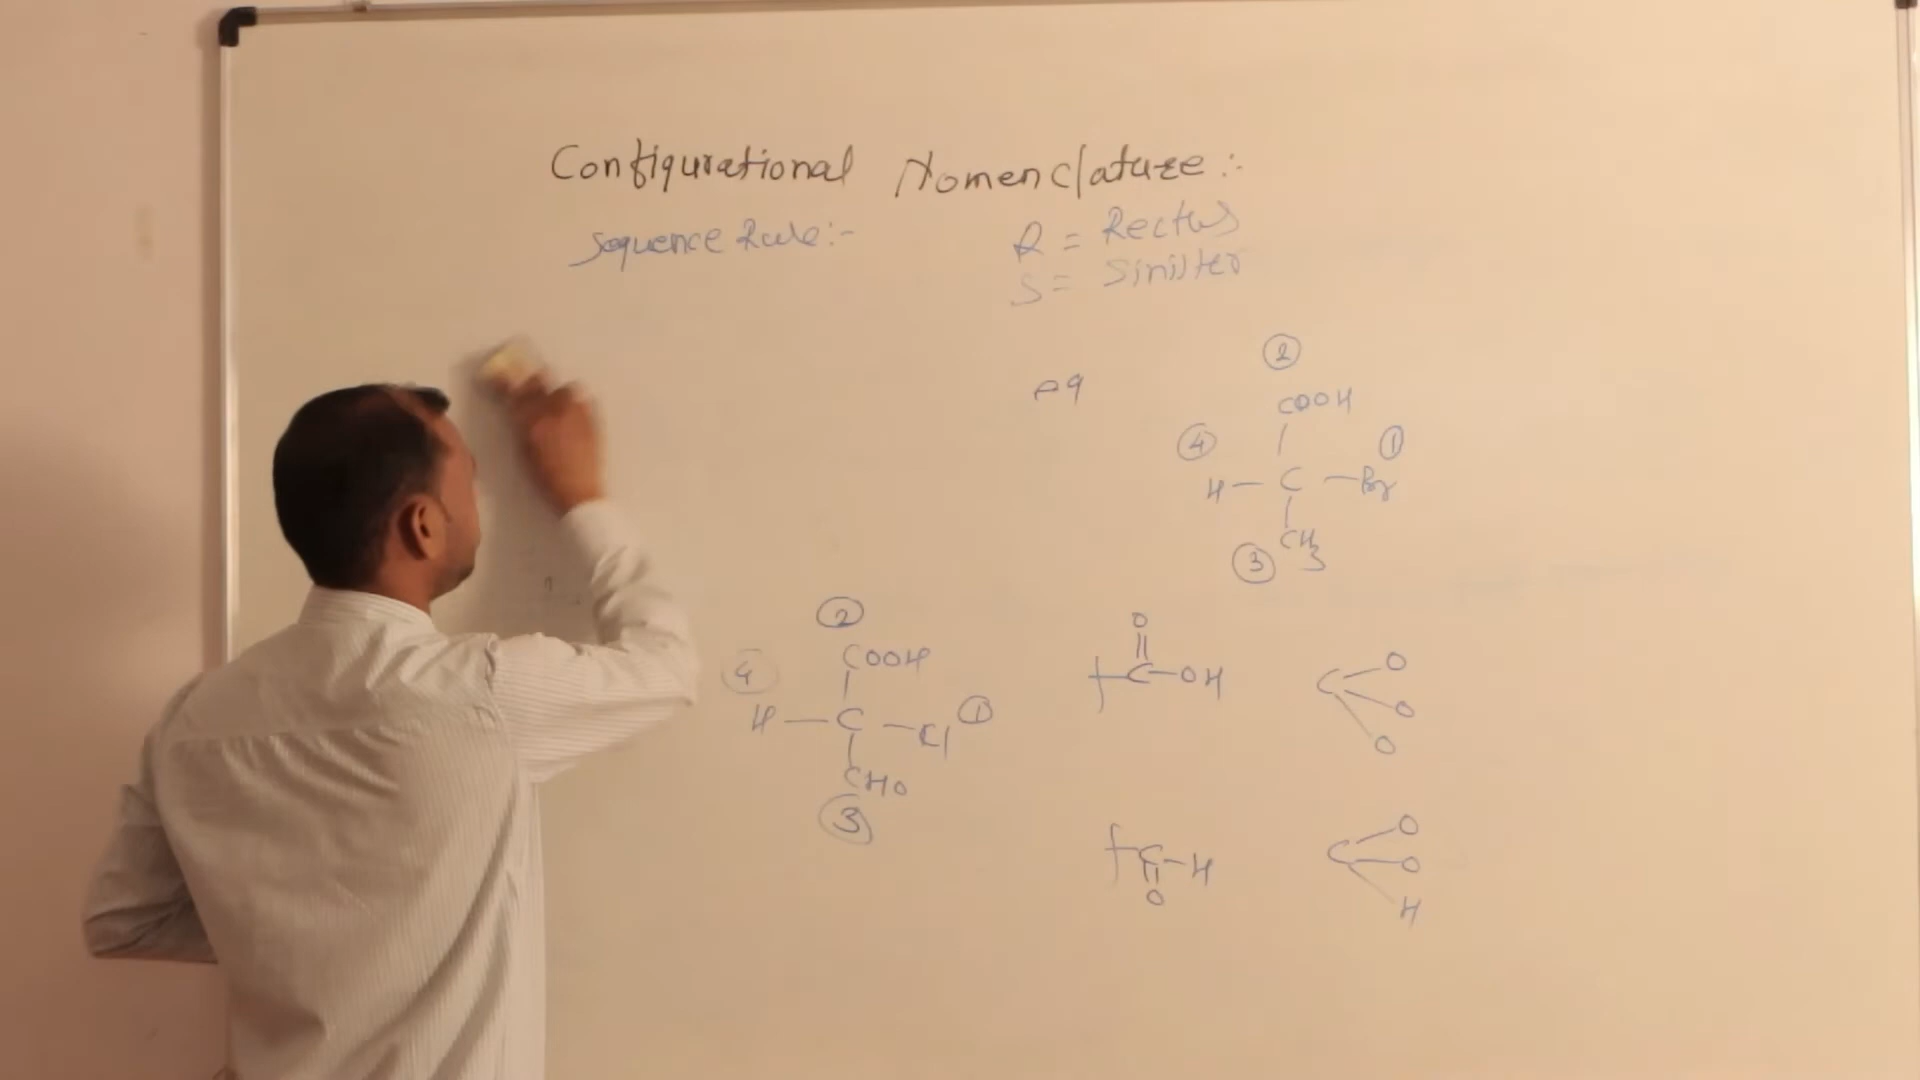 Configurational Nomenclature :-
Sequence Rule :-
R = Rectus
S = Sinister
eg
②
COOH
④ ①
H — C — Br
CH3
③
②
COOH
④
H — C — Cl ①
CHO
③
O
C — OH
C O
O
O
C — H
O
C O
O
H